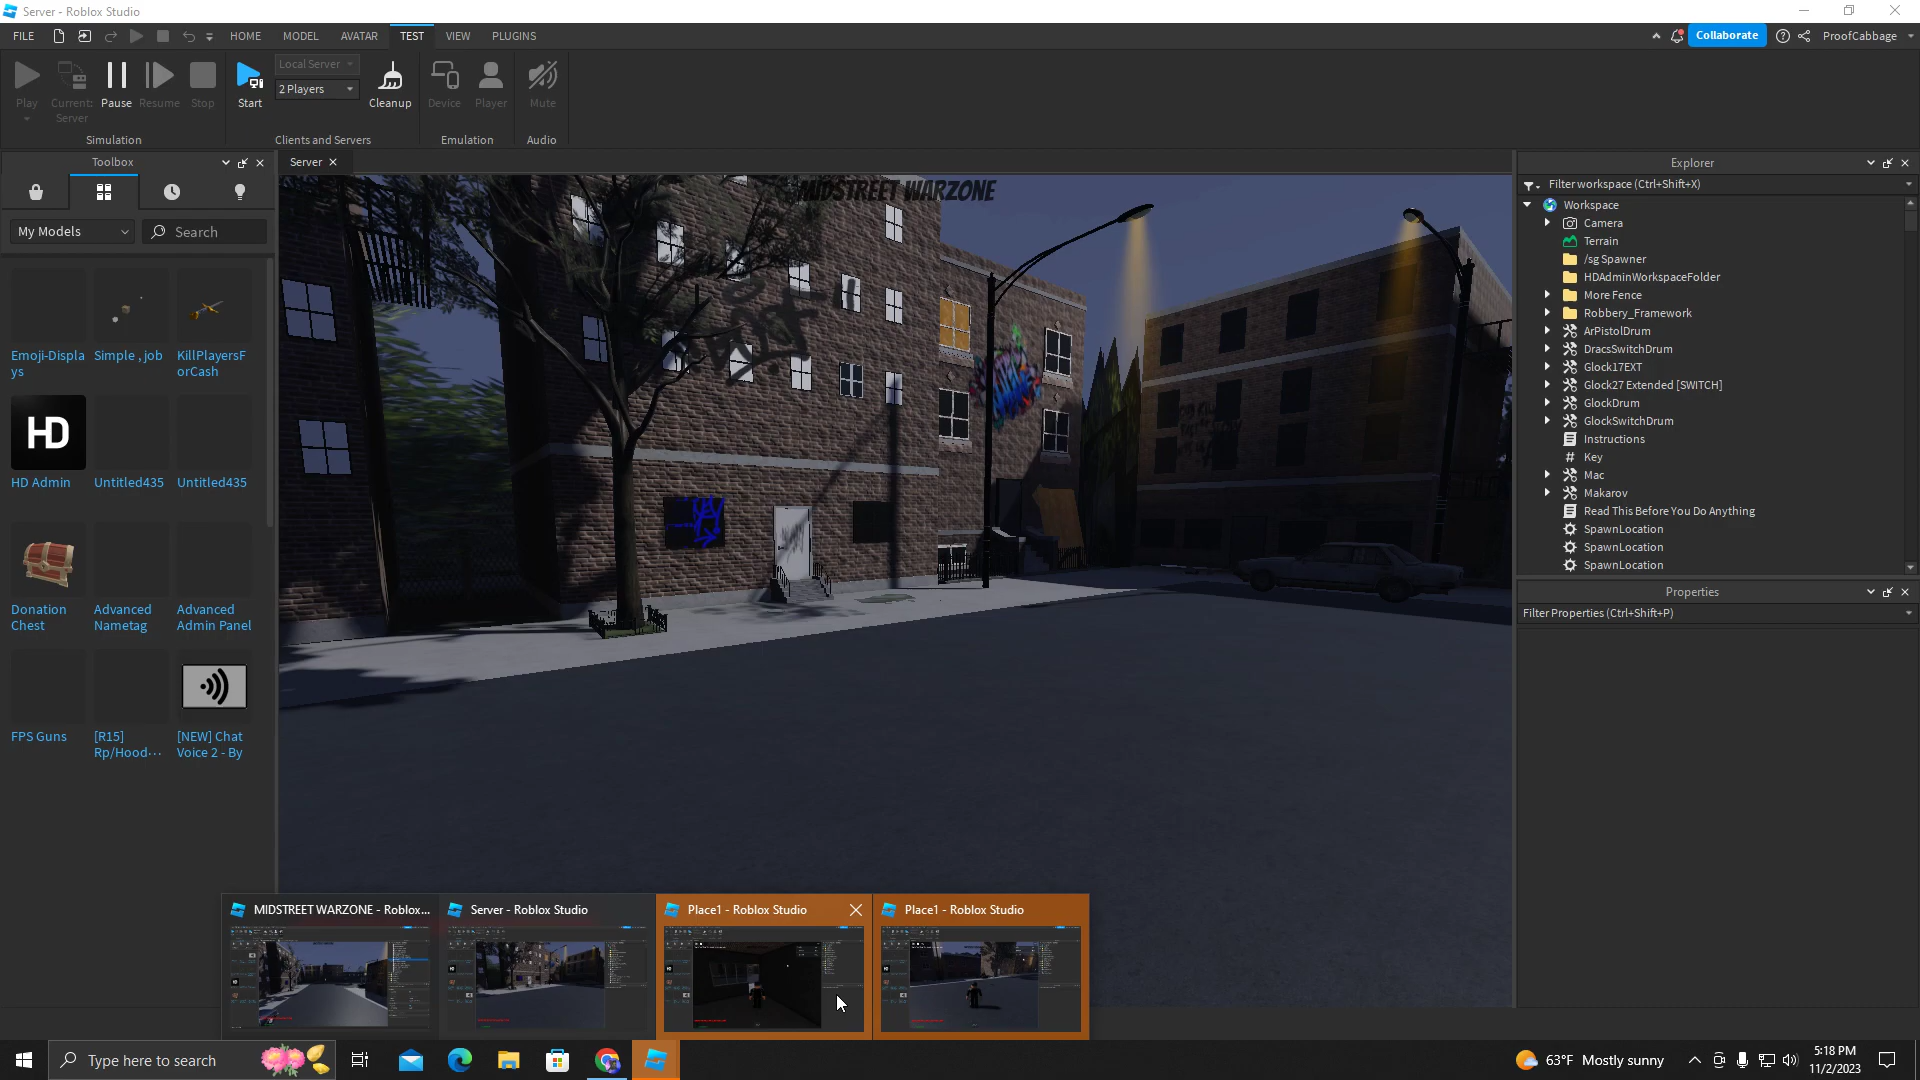 Server - Roblox Studio
FILE HOME MODEL AVATAR TEST VIEW PLUGINS Collaborate ProofCabbage
Play Current: Server Pause Resume Stop Start Local Server 2 Players Cleanup Device Player Mute
Simulation Clients and Servers Emulation Audio
Toolbox
My Models Search
Emoji-Displa
ys
Simple , job
KillPlayersF
orCash
HD
HD Admin
Untitled435
Untitled435
Donation
Chest
Advanced
Nametag
Advanced
Admin Panel
FPS Guns
[R15]
Rp/Hood...
[NEW] Chat
Voice 2 - By
Server
MIDSTREET WARZONE
Explorer
Filter workspace (Ctrl+Shift+X)
Workspace
Camera
Terrain
/sg Spawner
HDAdminWorkspaceFolder
More Fence
Robbery_Framework
ArPistolDrum
DracsSwitchDrum
Glock17EXT
Glock27 Extended [SWITCH]
GlockDrum
GlockSwitchDrum
Instructions
Key
Mac
Makarov
Read This Before You Do Anything
SpawnLocation
SpawnLocation
SpawnLocation
Properties
Filter Properties (Ctrl+Shift+P)
MIDSTREET WARZONE - Roblox...
Server - Roblox Studio
Place1 - Roblox Studio
Place1 - Roblox Studio
Type here to search
63°F Mostly sunny
5:18 PM
11/2/2023